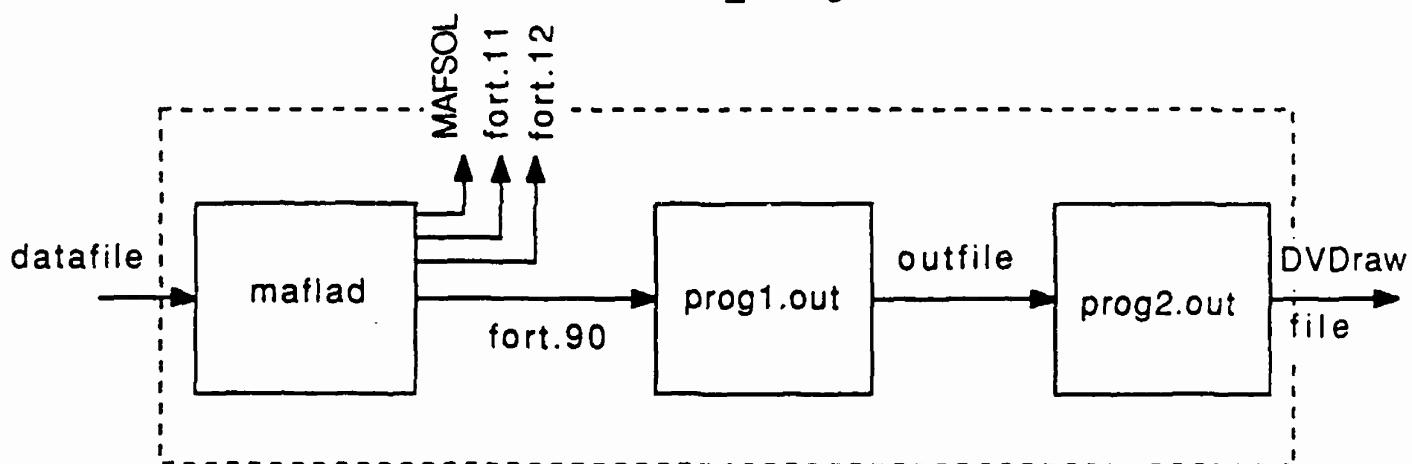 MAFSOL
fort.11
fort.12
datafile
maflad
fort.90
prog1.out
outfile
prog2.out
DVDraw
file